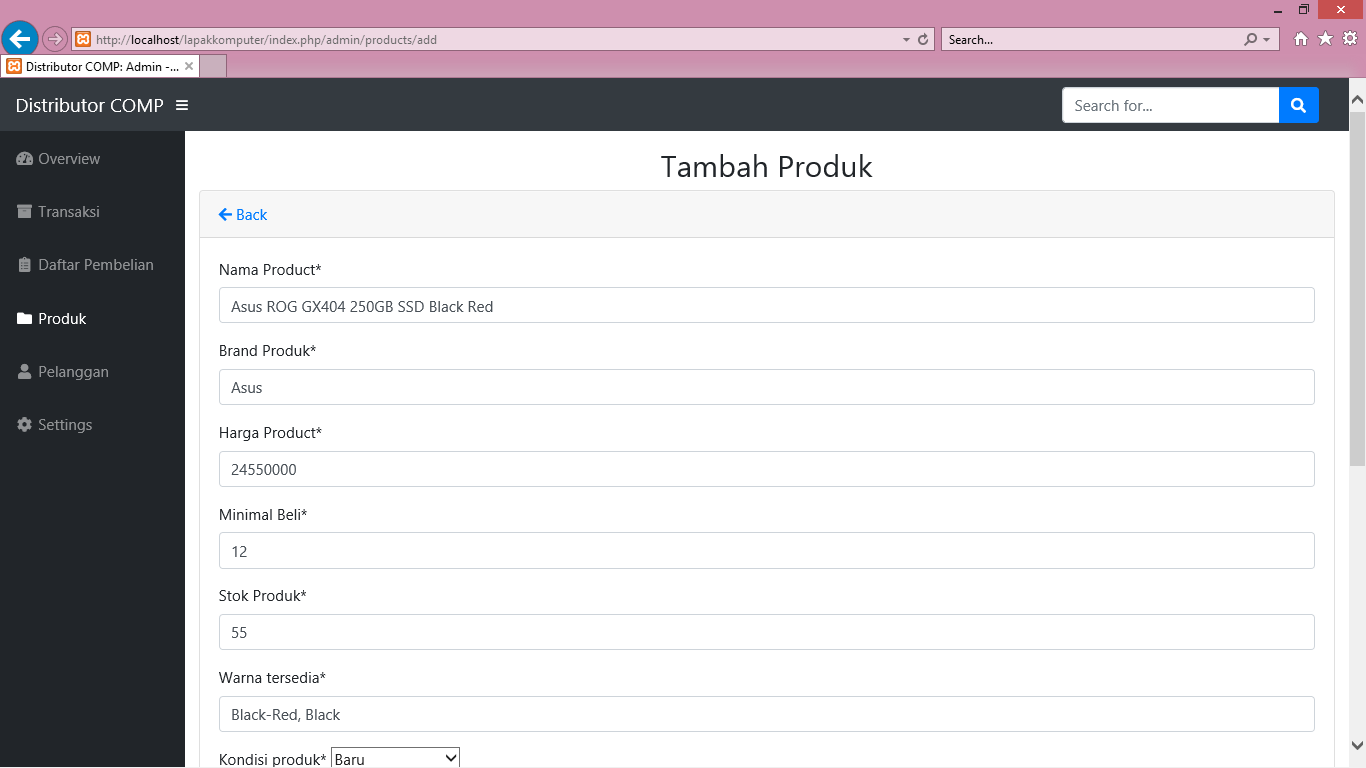 http://localhost/lapakkomputer/index.php/admin/products/add
Search...
Distributor COMP: Admin -...
Distributor COMP
Search for...
Overview
Transaksi
Daftar Pembelian
Produk
Pelanggan
Settings
Tambah Produk
Back
Nama Product*
Asus ROG GX404 250GB SSD Black Red
Brand Produk*
Asus
Harga Product*
24550000
Minimal Beli*
12
Stok Produk*
55
Warna tersedia*
Black-Red, Black
Kondisi produk* Baru